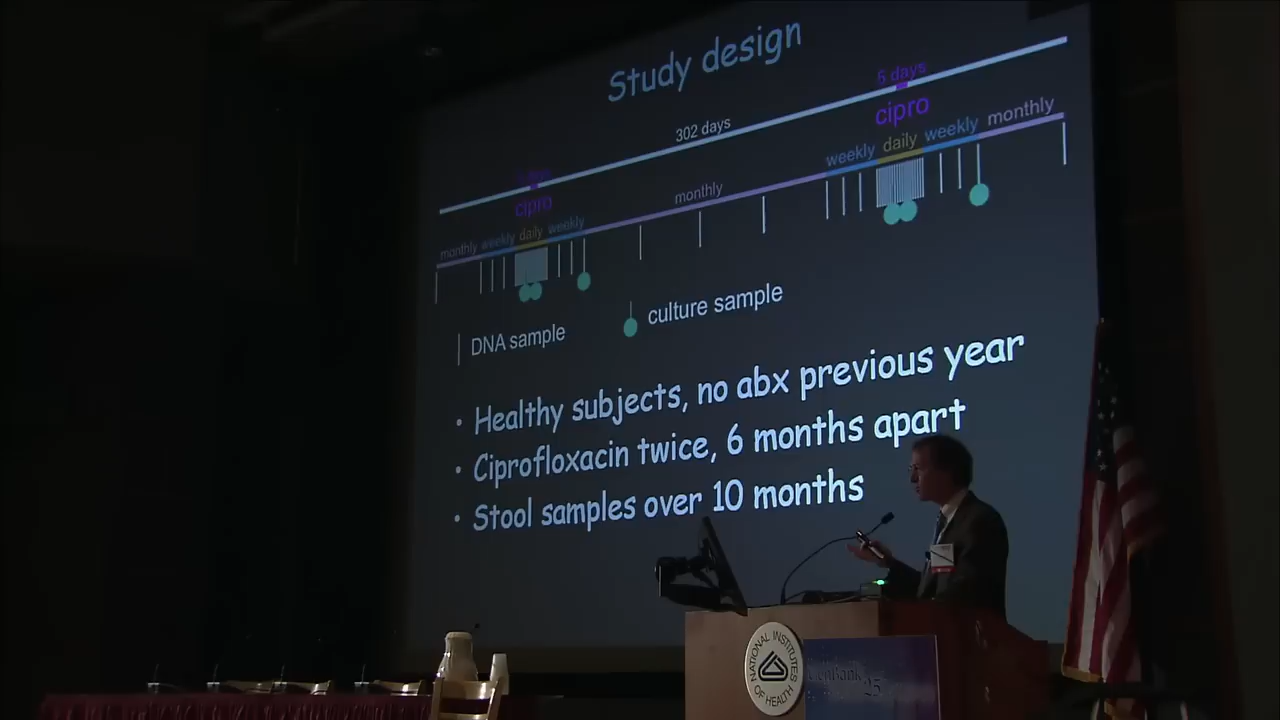 Study design
5 days
cipro
302 days
weekly daily weekly monthly
cipro
monthly
monthly weekly daily weekly
culture sample
DNA sample
• Healthy subjects, no abx previous year
• Ciprofloxacin twice, 6 months apart
• Stool samples over 10 months
NATIONAL INSTITUTES
OF HEALTH
25